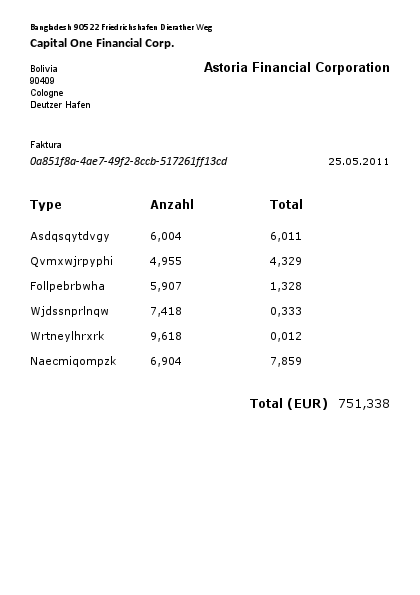 Bangladesh 90522 Friedrichshafen Dierather Weg
Capital One Financial Corp.
Astoria Financial Corporation
Bolivia
90409
Cologne
Deutzer Hafen
Faktura
0a851f8a-4ae7-49f2-8ccb-517261ff13cd 25.05.2011
Type Anzahl Total
Asdqsqytdvgy 6,004 6,011
Qvmxwjrpyphi 4,955 4,329
Follpebrbwha 5,907 1,328
Wjdssnprlnqw 7,418 0,333
Wrtneylhrxrk 9,618 0,012
Naecmiqompzk 6,904 7,859
Total (EUR) 751,338